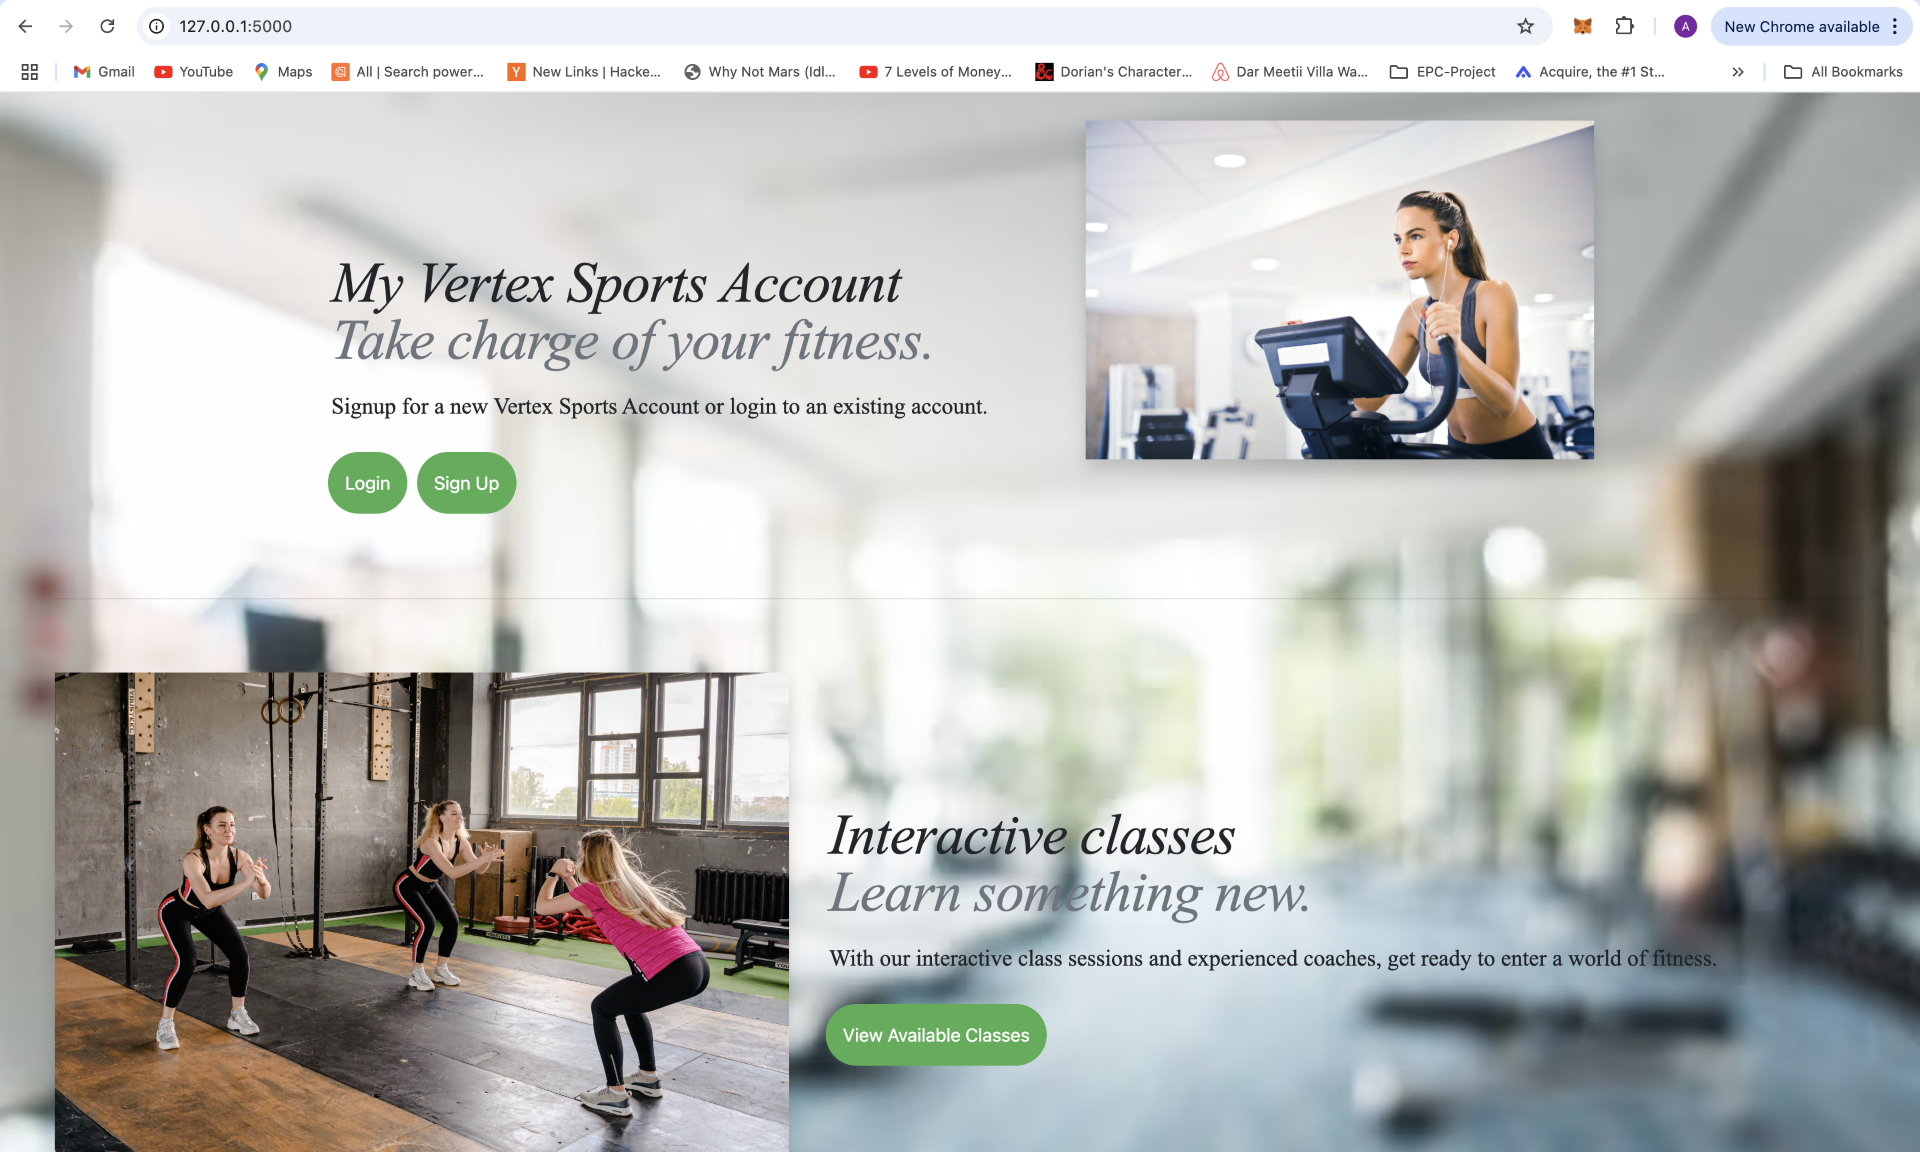 127.0.0.1:5000
A
New Chrome available
Gmail
YouTube
Maps
All | Search power...
Y
New Links | Hacke...
Why Not Mars (Idl...
7 Levels of Money...
Dorian's Character...
Dar Meetii Villa Wa...
EPC-Project
Acquire, the #1 St...
All Bookmarks
My Vertex Sports Account
Take charge of your fitness.
Signup for a new Vertex Sports Account or login to an existing account.
Login
Sign Up
Interactive classes
Learn something new.
With our interactive class sessions and experienced coaches, get ready to enter a world of fitness.
View Available Classes